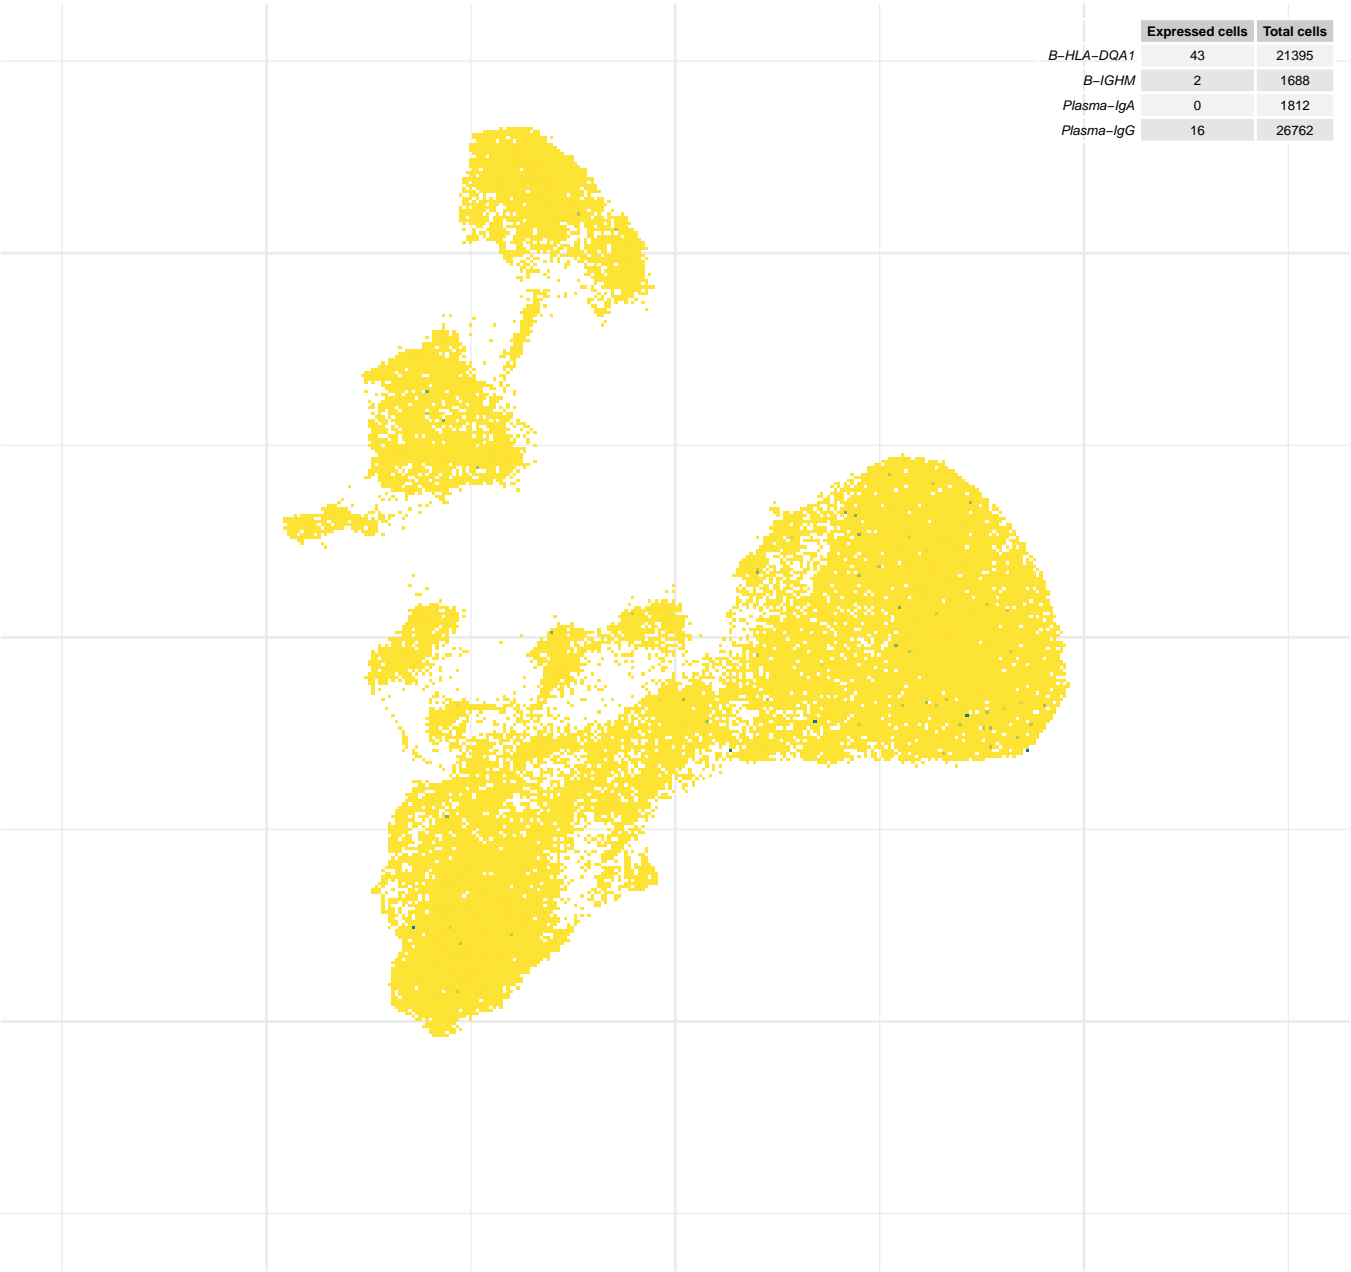 Expressed cells Total cells
B−HLA−DQA1 43 21395
B−IGHM 2 1688
Plasma−IgA 0 1812
Plasma−IgG 16 26762